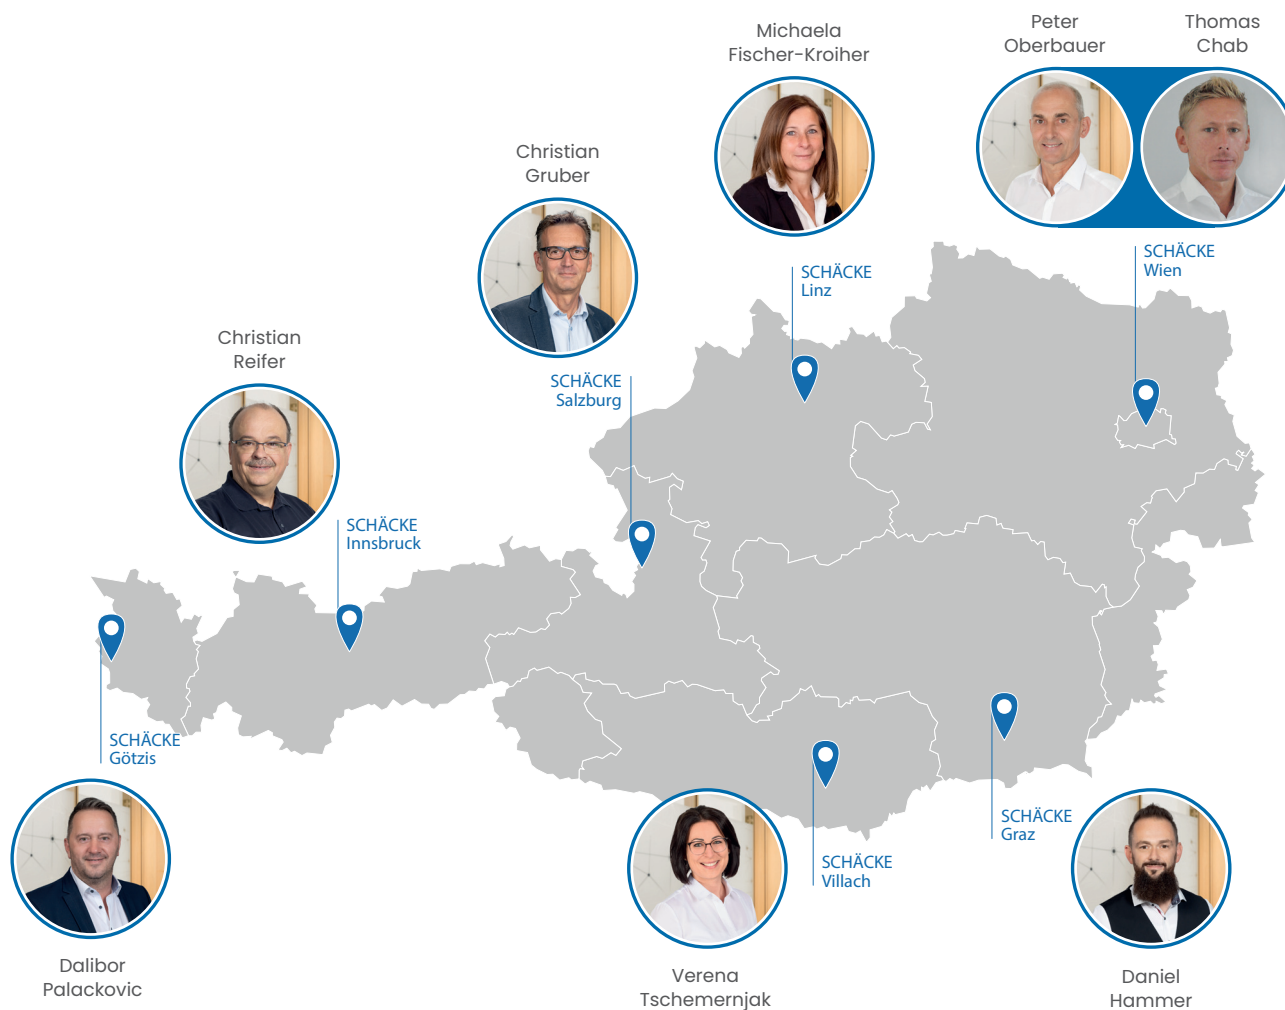 Michaela
Fischer-Kroiher
Peter
Oberbauer
Thomas
Chab
Christian
Gruber
SCHÄCKE
Wien
SCHÄCKE
Linz
Christian
Reifer
SCHÄCKE
Salzburg
SCHÄCKE
Innsbruck
SCHÄCKE
Götzis
SCHÄCKE
Graz
SCHÄCKE
Villach
Dalibor
Palackovic
Verena
Tschemernjak
Daniel
Hammer